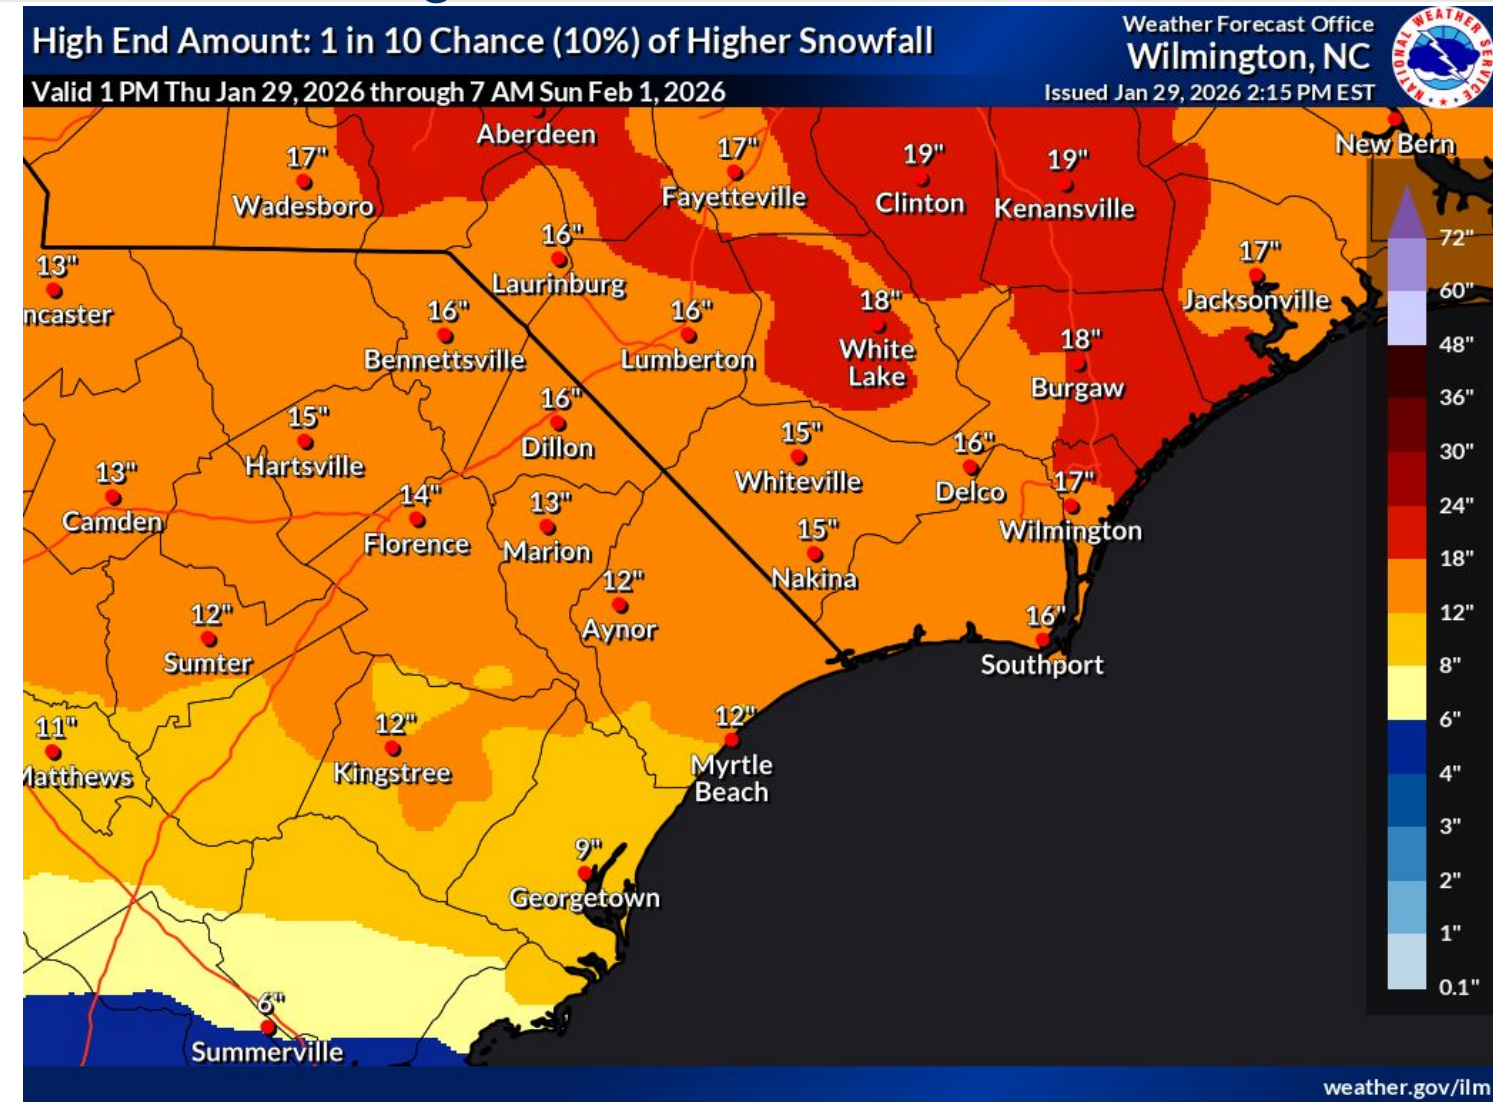 High End Amount: 1 in 10 Chance (10%) of Higher Snowfall
Weather Forecast Office
Wilmington, NC
Valid 1 PM Thu Jan 29, 2026 through 7 AM Sun Feb 1, 2026
Issued Jan 29, 2026 2:15 PM EST
NATIONAL WEATHER SERVICE
Aberdeen
New Bern
17"
Wadesboro
17"
Fayetteville
19"
Clinton
19"
Kenansville
16"
Laurinburg
17"
Jacksonville
13"
ncaster
16"
Bennettsville
16"
Lumberton
18"
White
Lake
18"
Burgaw
16"
Dillon
15"
Hartsville
15"
Whiteville
16"
Delco
13"
Camden
14"
Florence
13"
Marion
17"
Wilmington
15"
Nakina
12"
Aynor
12"
Sumter
16"
Southport
11"
Matthews
12"
Kingstree
12"
Myrtle
Beach
9"
Georgetown
6"
Summerville
72"
60"
48"
36"
30"
24"
18"
12"
8"
6"
4"
3"
2"
1"
0.1"
weather.gov/ilm